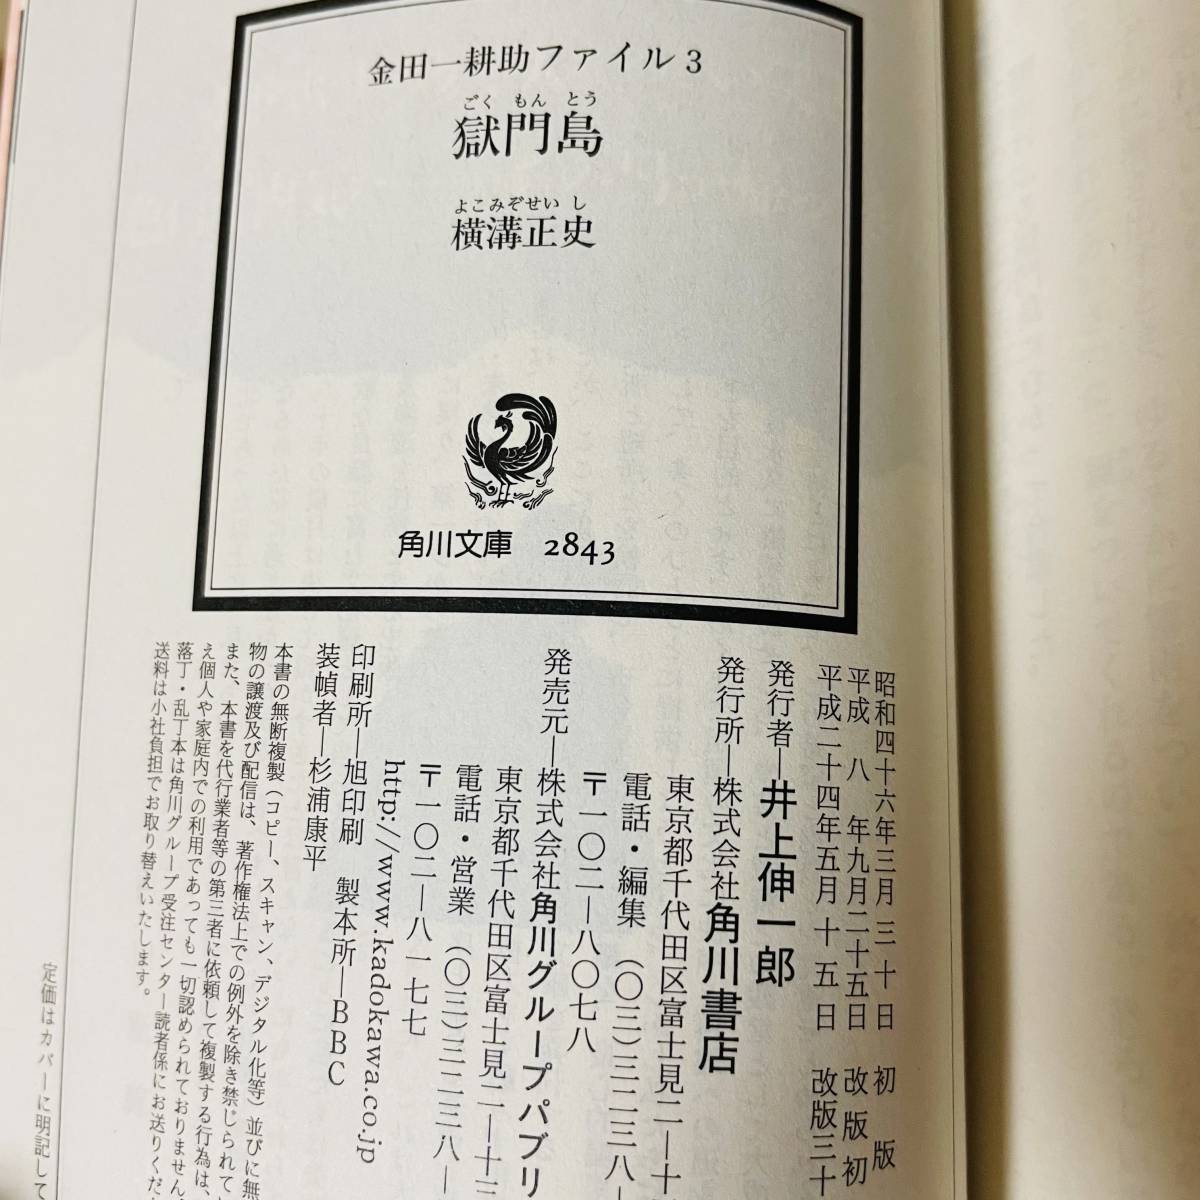 金田一耕助ファイル3
ごく もん とう
獄門島
よこみぞせい し
横溝正史
角川文庫 2843
昭和四十六年三月三十日 初版
平成八年九月二十五日 改版初
平成二十四年五月十五日 改版三十
発行者―井上伸一郎
発行所―株式会社角川書店
東京都千代田区富士見二―十
電話・編集 (〇三)三二三八―
〒一〇二―八〇七八
発売元―株式会社角川グループパブリ
東京都千代田区富士見二―十三
電話・営業 (〇三)三二三八―
〒一〇二―八一七七
http://www.kadokawa.co.jp
印刷所―旭印刷 製本所―BBC
装幀者―杉浦康平
本書の無断複製(コピー、スキャン、デジタル化等)並びに無
物の譲渡及び配信は、著作権法上での例外を除き禁じられて
また、本書を代行業者等の第三者に依頼して複製する行為は、
え個人や家庭内での利用であっても一切認められておりません。
落丁・乱丁本は角川グループ受注センター読者係にお送りくだ
送料は小社負担でお取り替えいたします。
定価はカバーに明記して